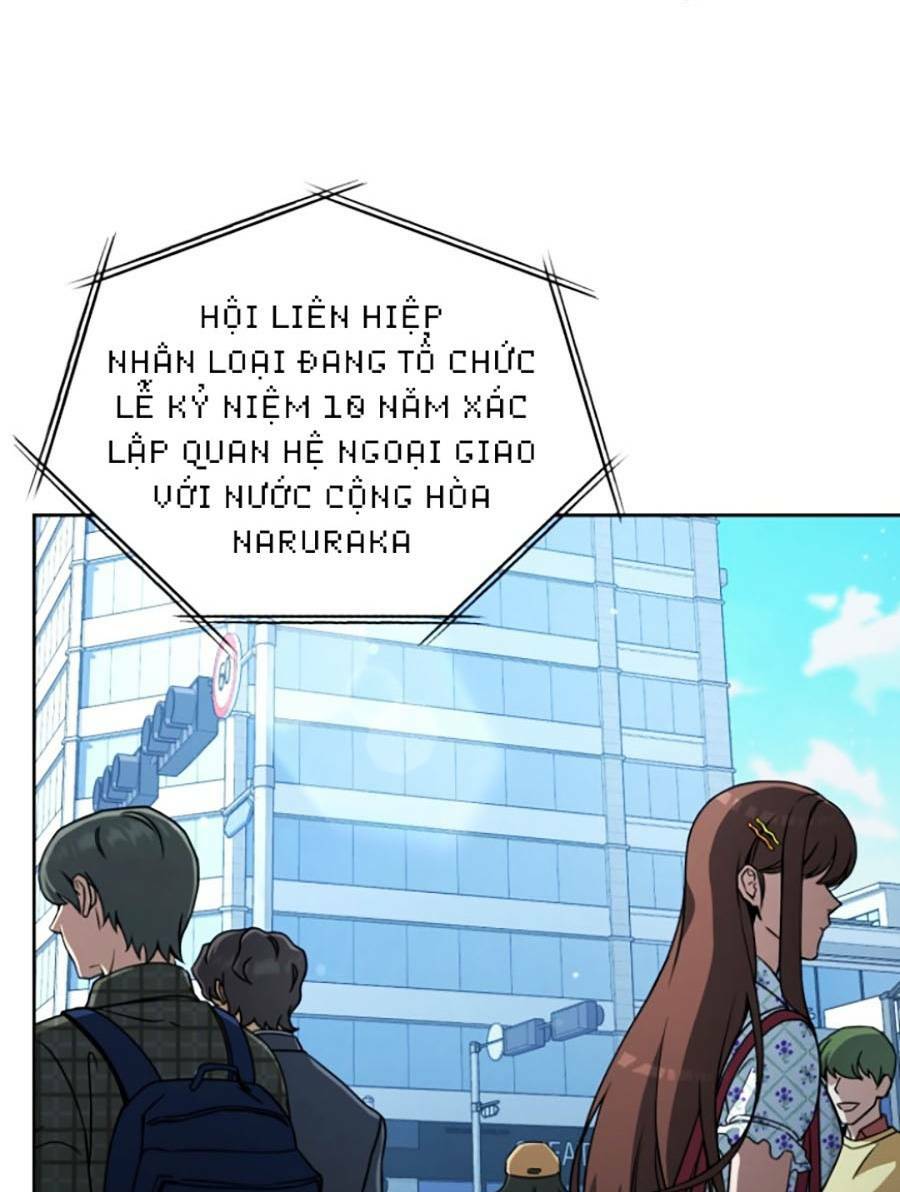 HỘI LIÊN HIỆP
NHÂN LOẠI ĐANG TỔ CHỨC
LỄ KỶ NIỆM 10 NĂM XÁC
LẬP QUAN HỆ NGOẠI GIAO
VỚI NƯỚC CỘNG HÒA
NARURAKA
60